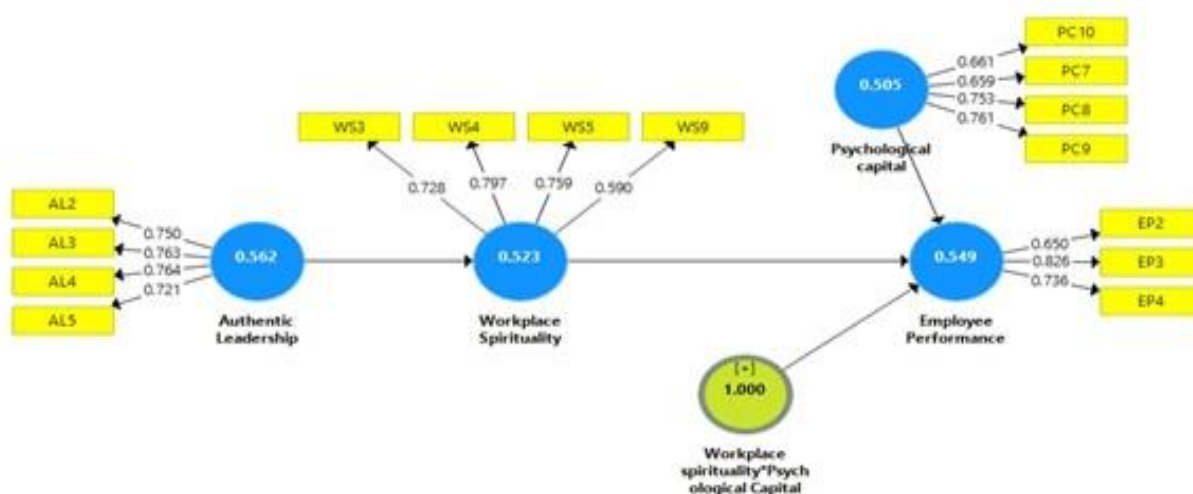 PC10
0.661
PC7
0.659
0.505
0.753
PC8
0.761
PC9
Psychological
capital
WS3
WS4
WS5
WS9
0.728
0.797
0.759
0.590
AL2
0.750
AL3
0.763
0.764
AL4
0.721
AL5
0.562
Authentic
Leadership
0.523
Workplace
Spirituality
0.549
Employee
Performance
EP2
0.650
0.826
EP3
0.736
EP4
[+]
1.000
Workplace
spirituality*Psych
ological Capital